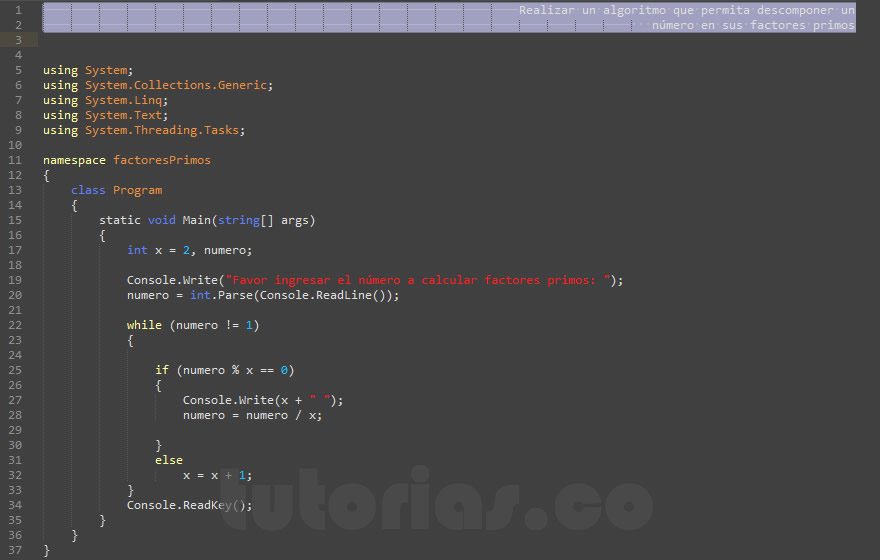 1 Realizar un algoritmo que permita descomponer un
2 número en sus factores primos
3
4
5 using System;
6 using System.Collections.Generic;
7 using System.Linq;
8 using System.Text;
9 using System.Threading.Tasks;
10
11 namespace factoresPrimos
12 {
13 class Program
14 {
15 static void Main(string[] args)
16 {
17 int x = 2, numero;
18
19 Console.Write("Favor ingresar el número a calcular factores primos: ");
20 numero = int.Parse(Console.ReadLine());
21
22 while (numero != 1)
23 {
24
25 if (numero % x == 0)
26 {
27 Console.Write(x + " ");
28 numero = numero / x;
29
30 }
31 else
32 x = x + 1;
33 }
34 Console.ReadKey();
35 }
36 }
37 }
tutorias.co